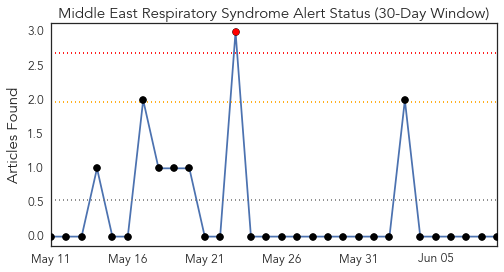 Middle East Respiratory Syndrome Alert Status (30-Day Window)
Articles Found
3.0
2.5
2.0
1.5
1.0
0.5
0.0
May 11 May 16 May 21 May 26 May 31 Jun 05